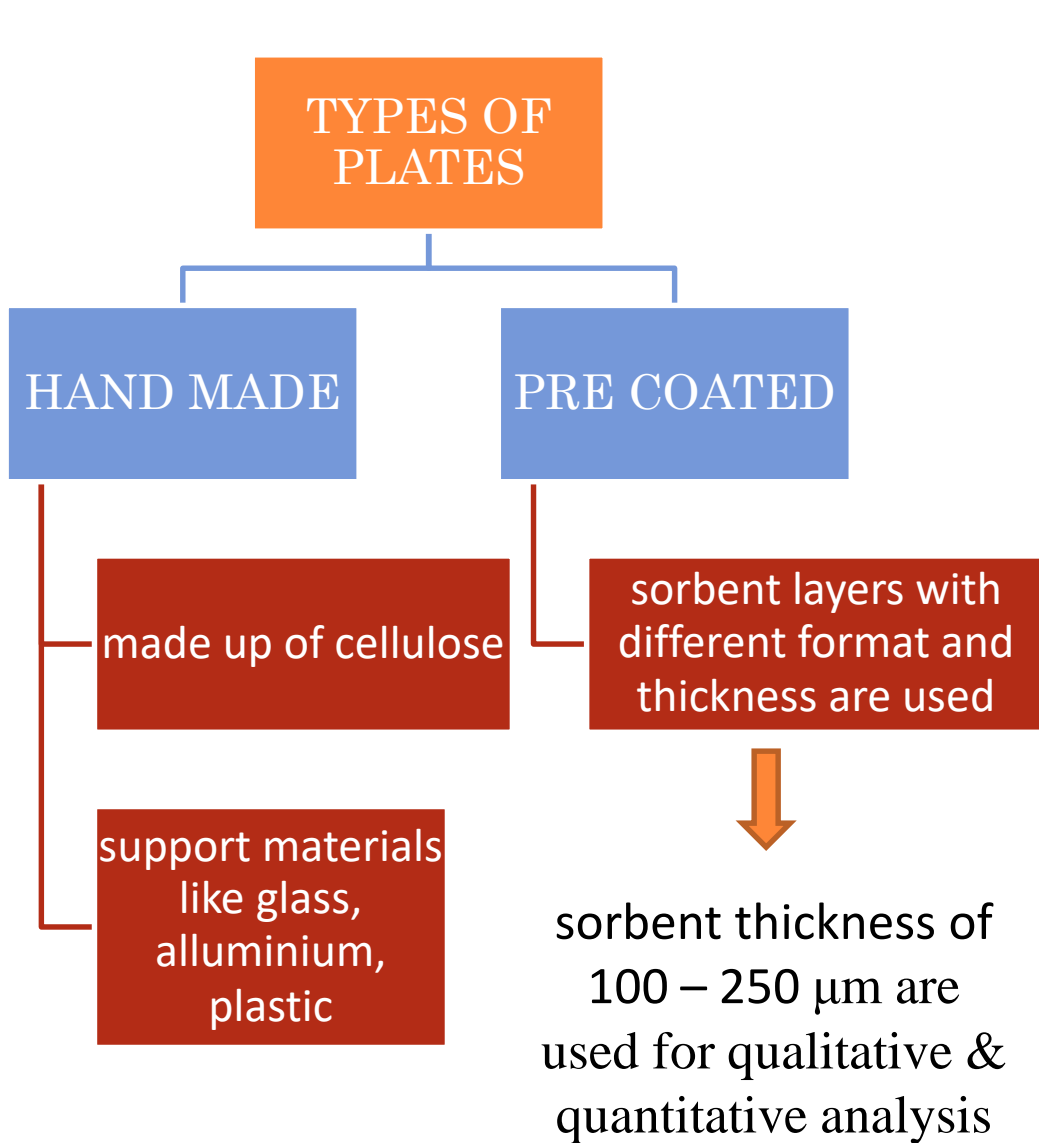 TYPES OF
PLATES
HAND MADE
PRE COATED
made up of cellulose
sorbent layers with
different format and
thickness are used
support materials
like glass,
alluminium,
plastic
sorbent thickness of
100 – 250 μm are
used for qualitative &
quantitative analysis